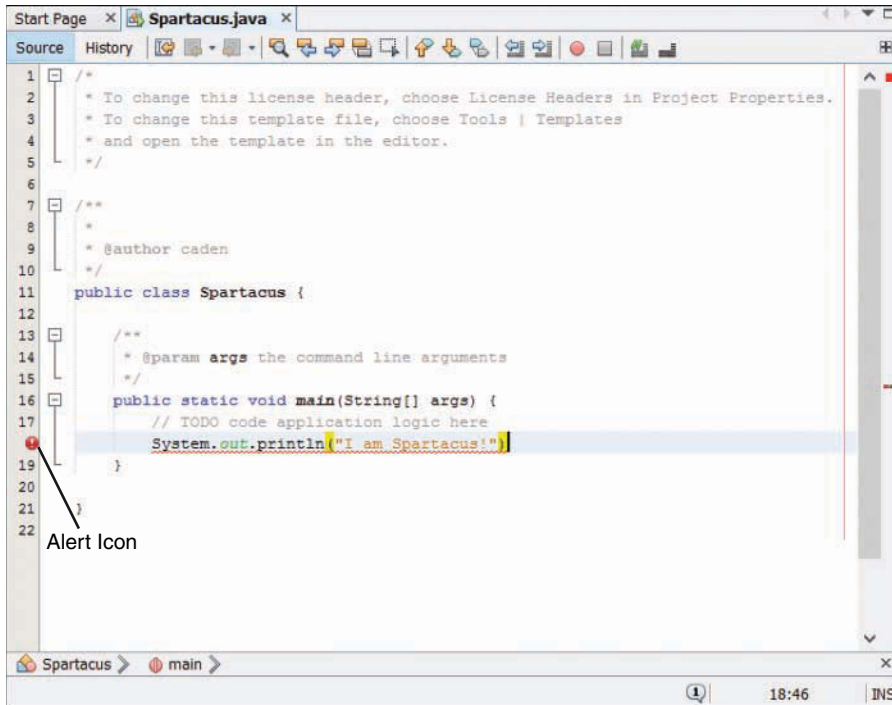 Start Page × Spartacus.java ×
Source History
1 /*
2 * To change this license header, choose License Headers in Project Properties.
3 * To change this template file, choose Tools | Templates
4 * and open the template in the editor.
5 */
6
7 /**
8 *
9 * @author caden
10 */
11 public class Spartacus {
12
13 /**
14 * @param args the command line arguments
15 */
16 public static void main(String[] args) {
17 // TODO code application logic here
System.out.println("I am Spartacus!")
19 }
20
21 }
22
Alert Icon
Spartacus main ×
1 18:46 INS